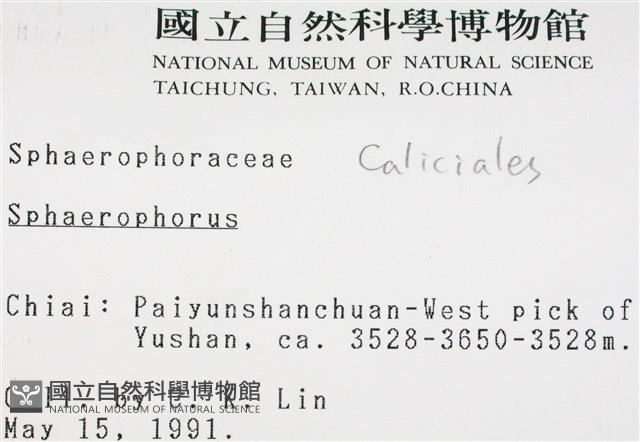 國立自然科學博物館
NATIONAL MUSEUM OF NATURAL SCIENCE
TAICHUNG, TAIWAN, R.O.CHINA
Sphaerophoraceae Caliciales
Sphaerophorus
Chiai: Paiyunshanchuan-West pick of
Yushan, ca. 3528-3650-3528m.
國立自然科學博物館
NATIONAL MUSEUM OF NATURAL SCIENCE
by C. K. Lin
May 15, 1991.